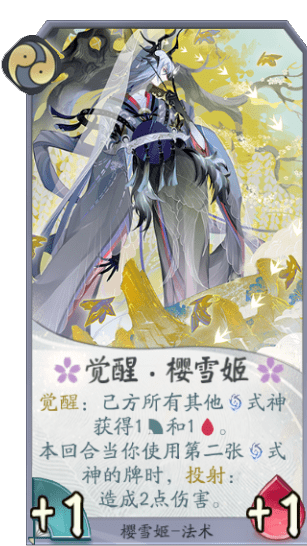 觉醒·樱雪姬
觉醒：己方所有其他式神
获得1和1。
本回合当你使用第二张式
神的牌时，投射：
造成2点伤害。
+1 樱雪姬-法术 +1